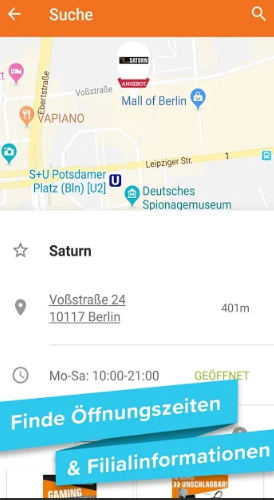 Suche
SATURN
ANGEBOT
Voßstraße
Ebertstraße
Mall of Berlin
VAPIANO
Leipziger Str.
1
S+U Potsdamer
Platz (Bln) [U2]
U
Deutsches
Spionagemuseum
Saturn
Voßstraße 24
10117 Berlin
401m
Mo-Sa: 10:00-21:00
GEÖFFNET
Finde Öffnungszeiten
& Filialinformationen
GAMING
UNSCHLAGBAR!